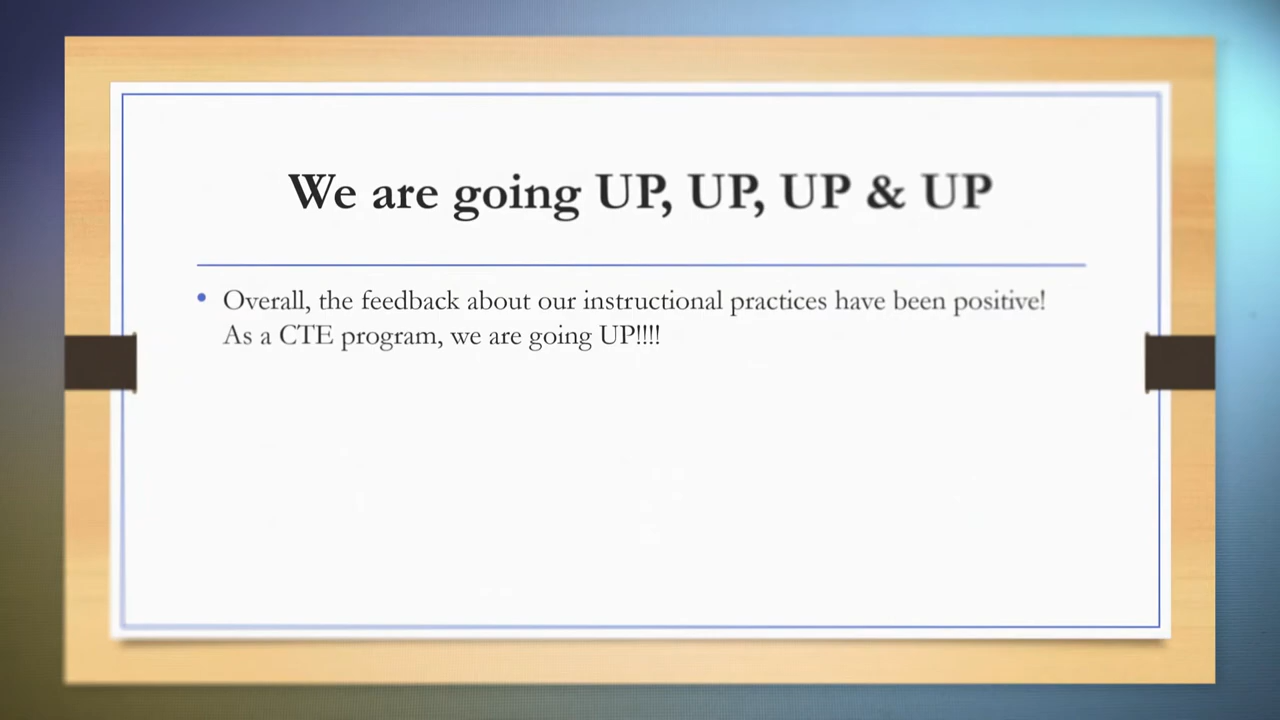 We are going UP, UP, UP & UP
• Overall, the feedback about our instructional practices have been positive!
As a CTE program, we are going UP!!!!